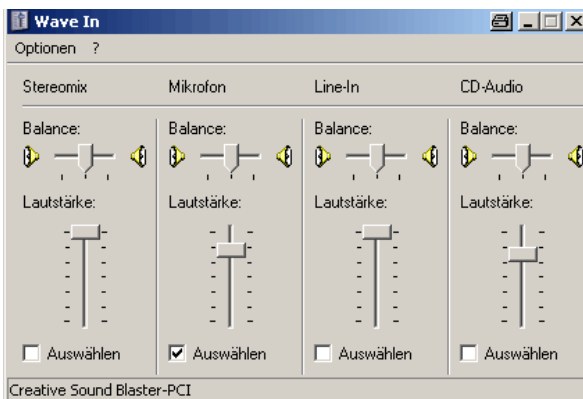 Wave In
Optionen ?
Stereomix Mikrofon Line-In CD-Audio
Balance: Balance: Balance: Balance:
Lautstärke: Lautstärke: Lautstärke: Lautstärke:
Auswählen Auswählen Auswählen Auswählen
Creative Sound Blaster-PCI